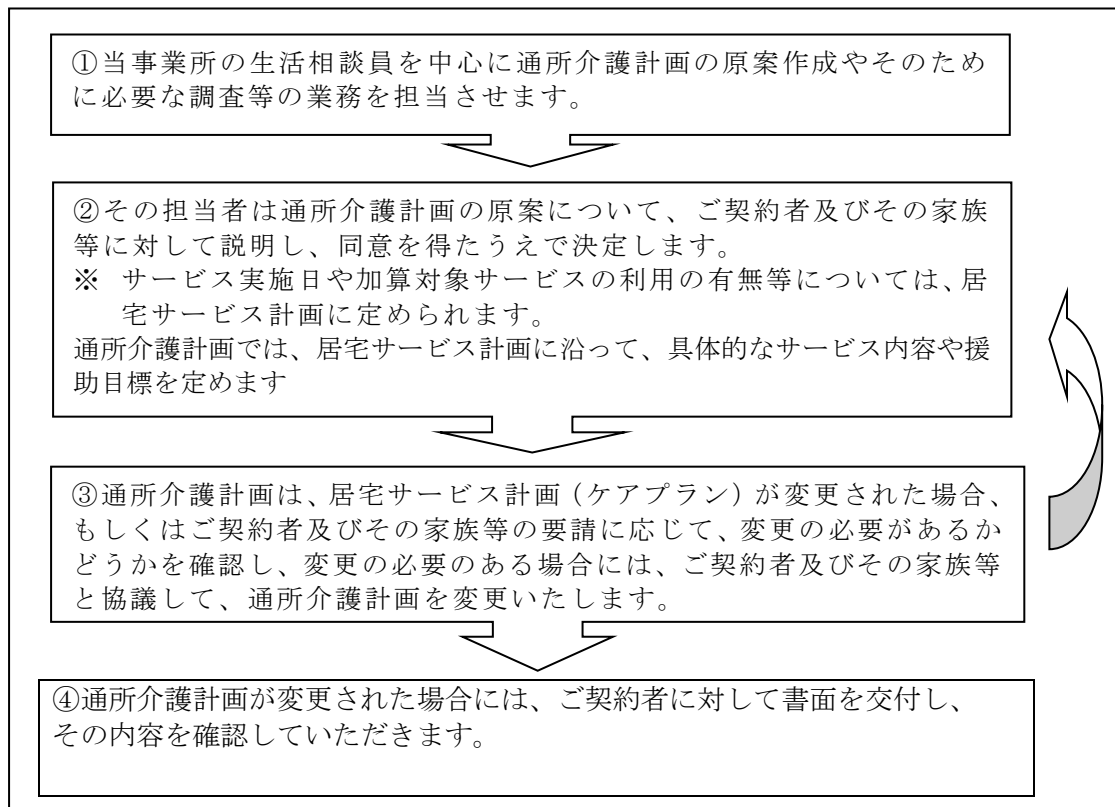 ①当事業所の生活相談員を中心に通所介護計画の原案作成やそのため
に必要な調査等の業務を担当させます。
②その担当者は通所介護計画の原案について、ご契約者及びその家族
等に対して説明し、同意を得たうえで決定します。
※ サービス実施日や加算対象サービスの利用の有無等については、居
宅サービス計画に定められます。
通所介護計画では、居宅サービス計画に沿って、具体的なサービス内容や援
助目標を定めます
③通所介護計画は、居宅サービス計画（ケアプラン）が変更された場合、
もしくはご契約者及びその家族等の要請に応じて、変更の必要があるか
どうかを確認し、変更の必要のある場合には、ご契約者及びその家族等
と協議して、通所介護計画を変更いたします。
④通所介護計画が変更された場合には、ご契約者に対して書面を交付し、
その内容を確認していただきます。